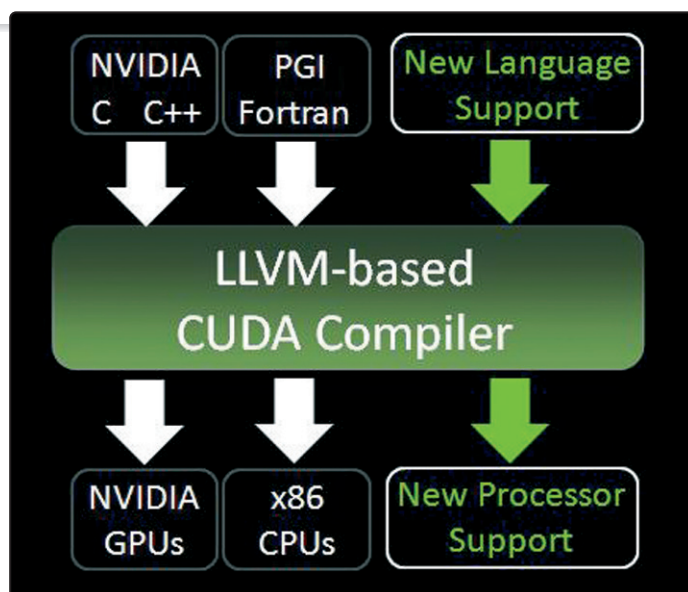 NVIDIA
C C++
PGI
Fortran
New Language
Support
LLVM-based
CUDA Compiler
NVIDIA
GPUs
x86
CPUs
New Processor
Support